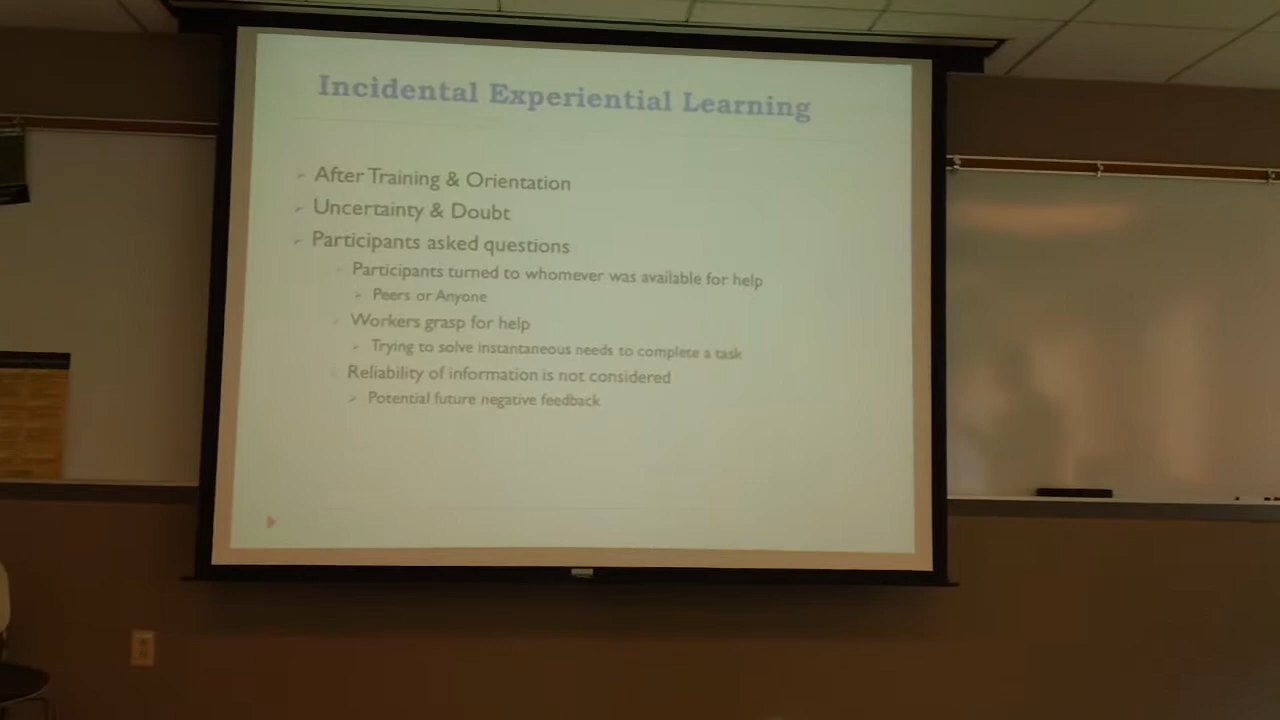 Incidental Experiential Learning
After Training & Orientation
Uncertainty & Doubt
Participants asked questions
Participants turned to whomever was available for help
Peers or Anyone
Workers grasp for help
Trying to solve instantaneous needs to complete a task
Reliability of information is not considered
Potential future negative feedback